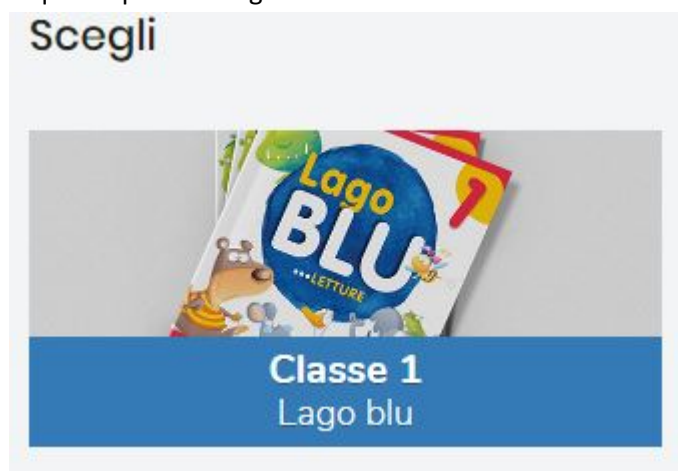 Scegli
Lago
BLU
1
...LETTURE
Classe 1
Lago blu